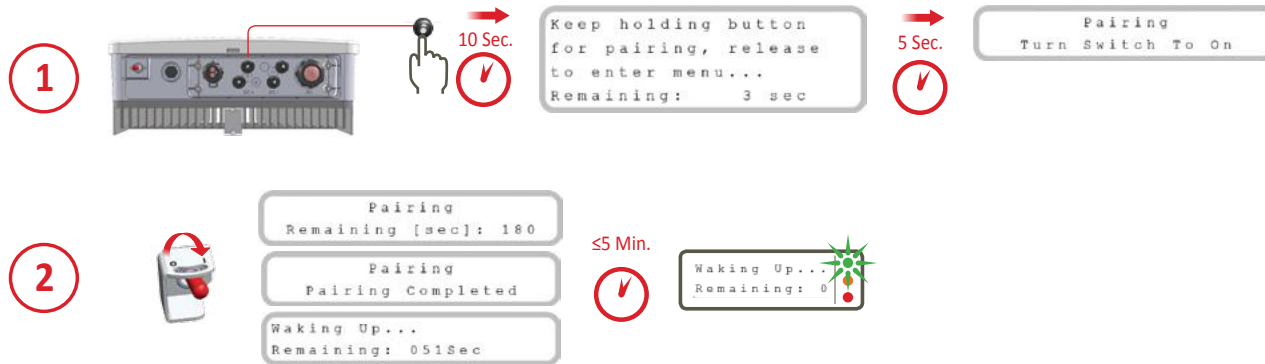 1
10 Sec.
Keep holding button
for pairing, release
to enter menu...
Remaining: 3 sec
5 Sec.
Pairing
Turn Switch To On
2
Pairing
Remaining [sec]: 180
Pairing
Pairing Completed
Waking Up...
Remaining: 051Sec
≤5 Min.
Waking Up...
Remaining: 0